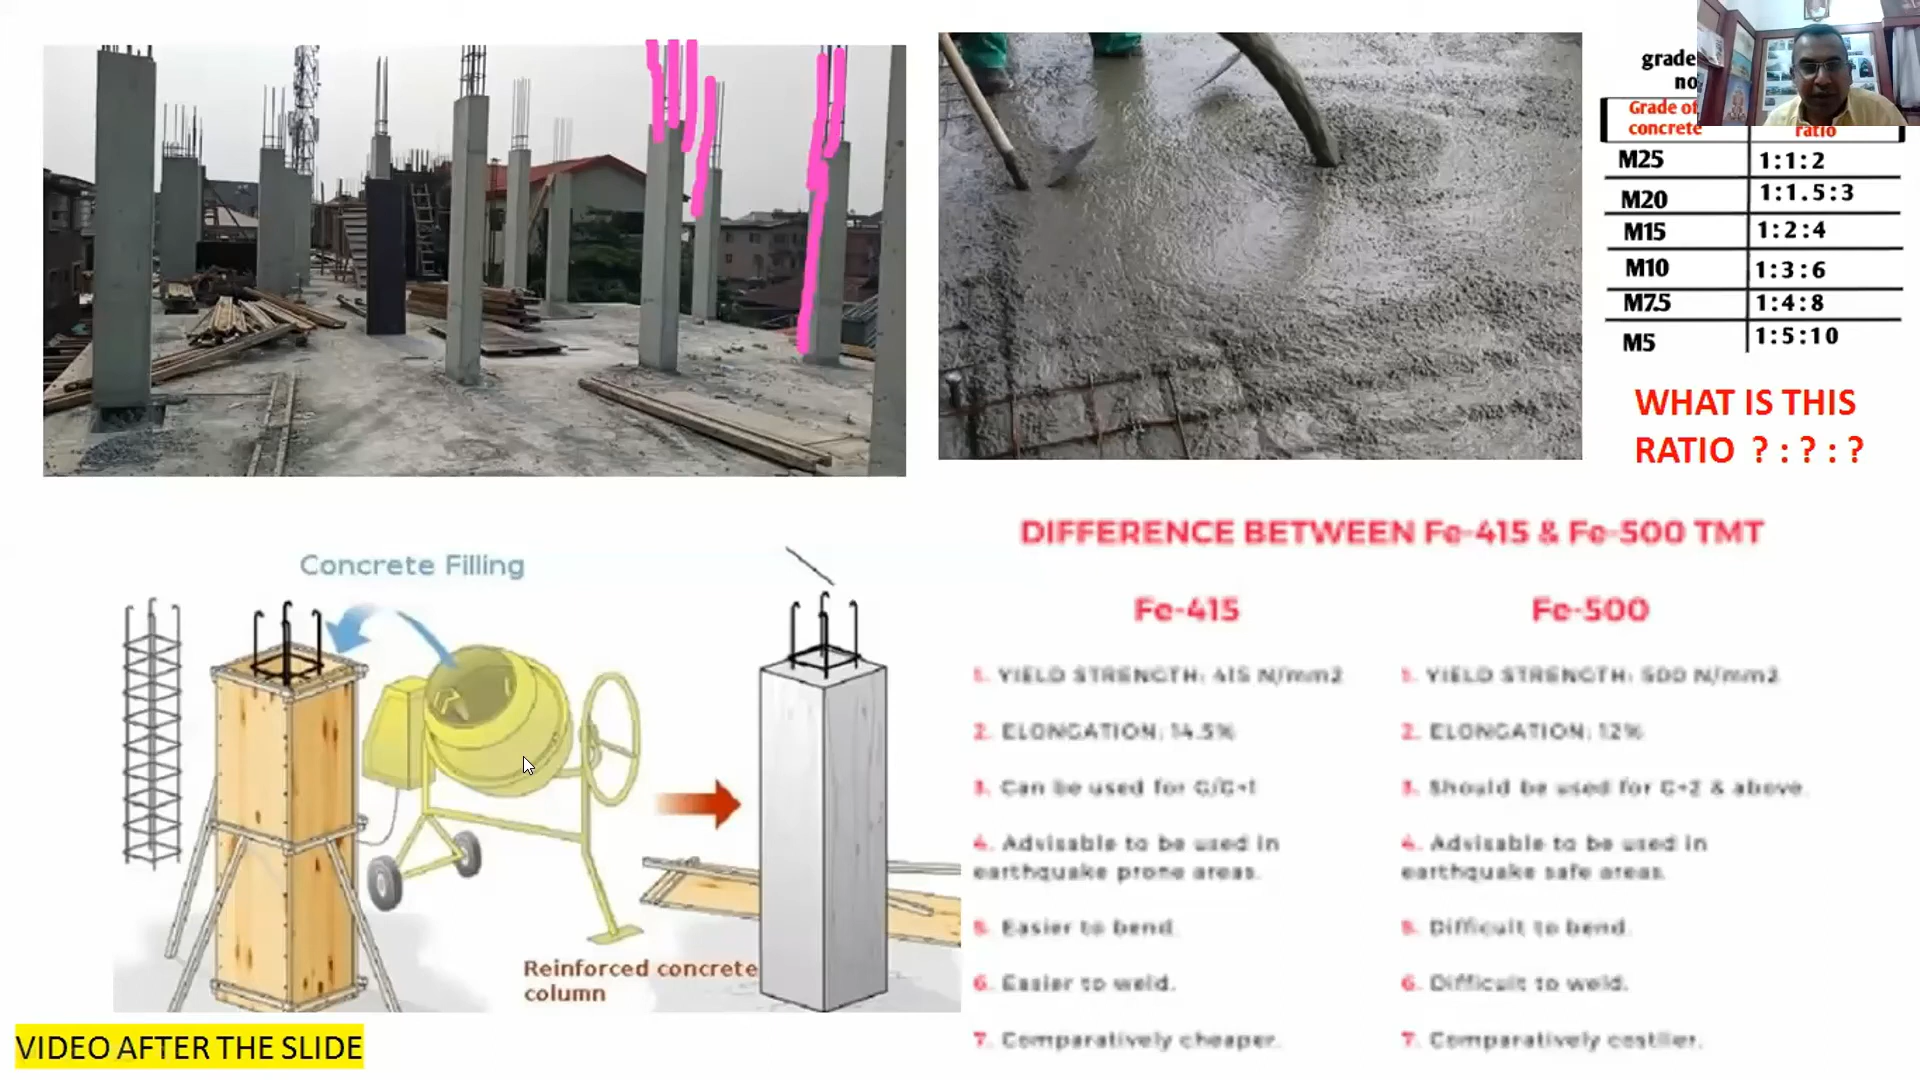 grade
no
Grade of
concrete
ratio
M25 1:1:2
M20 1:1.5:3
M15 1:2:4
M10 1:3:6
M7.5 1:4:8
M5 1:5:10
WHAT IS THIS
RATIO ? : ? : ?
Concrete Filling
Reinforced concrete
column
VIDEO AFTER THE SLIDE
DIFFERENCE BETWEEN Fe-415 & Fe-500 TMT
Fe-415
1. YIELD STRENGTH: 415 N/mm2
2. ELONGATION: 14.5%
3. Can be used for G/G+1
4. Advisable to be used in
earthquake prone areas.
5. Easier to bend.
6. Easier to weld.
7. Comparatively cheaper.
Fe-500
1. YIELD STRENGTH: 500 N/mm2
2. ELONGATION: 12%
3. Should be used for G+2 & above.
4. Advisable to be used in
earthquake safe areas.
5. Difficult to bend.
6. Difficult to weld.
7. Comparatively costlier.